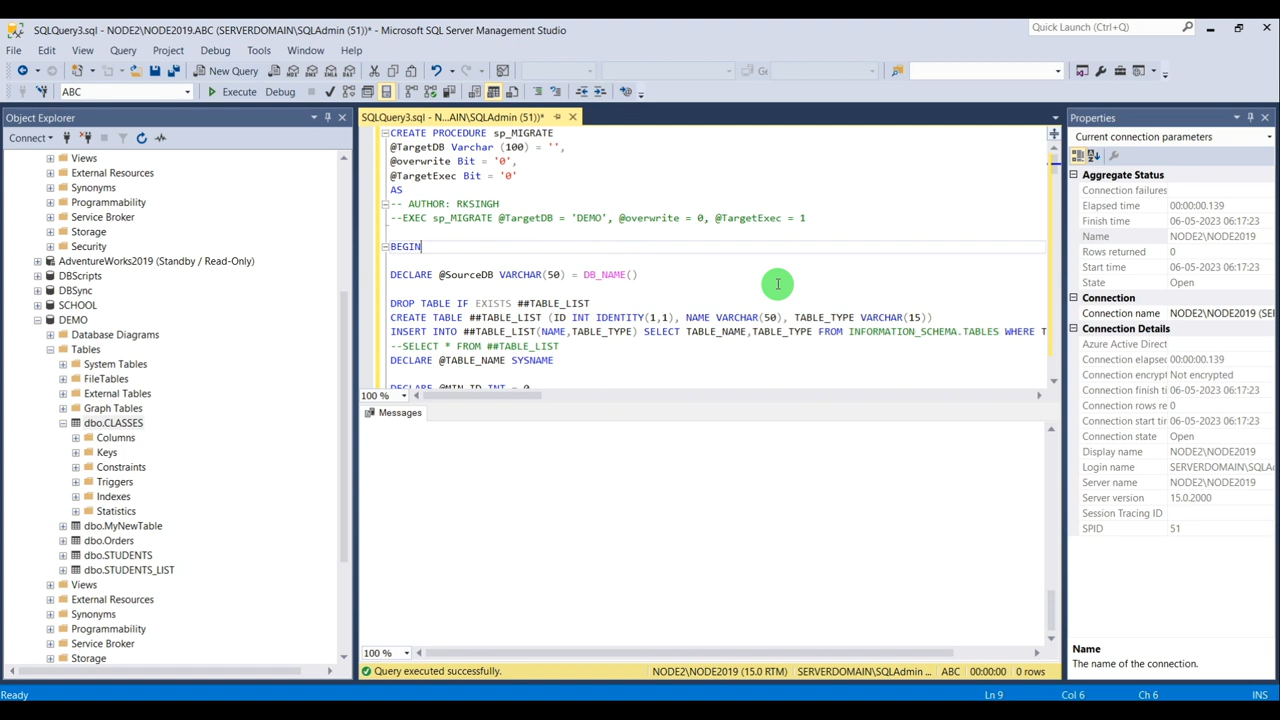 SQLQuery3.sql - NODE2\NODE2019.ABC (SERVERDOMAIN\SQLAdmin (51))* - Microsoft SQL Server Management Studio
Quick Launch (Ctrl+Q)
File Edit View Query Project Debug Tools Window Help
New Query
ABC Execute Debug
Object Explorer
Connect
Views
External Resources
Synonyms
Programmability
Service Broker
Storage
Security
AdventureWorks2019 (Standby / Read-Only)
DBScripts
DBSync
SCHOOL
DEMO
Database Diagrams
Tables
System Tables
FileTables
External Tables
Graph Tables
dbo.CLASSES
Columns
Keys
Constraints
Triggers
Indexes
Statistics
dbo.MyNewTable
dbo.Orders
dbo.STUDENTS
dbo.STUDENTS_LIST
Views
External Resources
Synonyms
Programmability
Service Broker
Storage
SQLQuery3.sql - N...AIN\SQLAdmin (51))*
CREATE PROCEDURE sp_MIGRATE
@TargetDB Varchar (100) = '',
@overwrite Bit = '0',
@TargetExec Bit = '0'
AS
-- AUTHOR: RKSINGH
--EXEC sp_MIGRATE @TargetDB = 'DEMO', @overwrite = 0, @TargetExec = 1
BEGIN
DECLARE @SourceDB VARCHAR(50) = DB_NAME()
DROP TABLE IF EXISTS ##TABLE_LIST
CREATE TABLE ##TABLE_LIST (ID INT IDENTITY(1,1), NAME VARCHAR(50), TABLE_TYPE VARCHAR(15))
INSERT INTO ##TABLE_LIST(NAME,TABLE_TYPE) SELECT TABLE_NAME,TABLE_TYPE FROM INFORMATION_SCHEMA.TABLES WHERE T
--SELECT * FROM ##TABLE_LIST
DECLARE @TABLE_NAME SYSNAME
DECLARE @MIN_ID INT = 0
100 %
Messages
100 %
Query executed successfully. NODE2\NODE2019 (15.0 RTM) SERVERDOMAIN\SQLAdmin ... ABC 00:00:00 0 rows
Properties
Current connection parameters
Aggregate Status
Connection failures
Elapsed time 00:00:00.139
Finish time 06-05-2023 06:17:23
Name NODE2\NODE2019
Rows returned 0
Start time 06-05-2023 06:17:23
State Open
Connection
Connection name NODE2\NODE2019 (SE
Connection Details
Azure Active Direct
Connection elapsec 00:00:00.139
Connection encrypt Not encrypted
Connection finish ti 06-05-2023 06:17:23
Connection rows re 0
Connection start tir 06-05-2023 06:17:23
Connection state Open
Display name NODE2\NODE2019
Login name SERVERDOMAIN\SQLAdmin
Server name NODE2\NODE2019
Server version 15.0.2000
Session Tracing ID
SPID 51
Name
The name of the connection.
Ready Ln 9 Col 6 Ch 6 INS